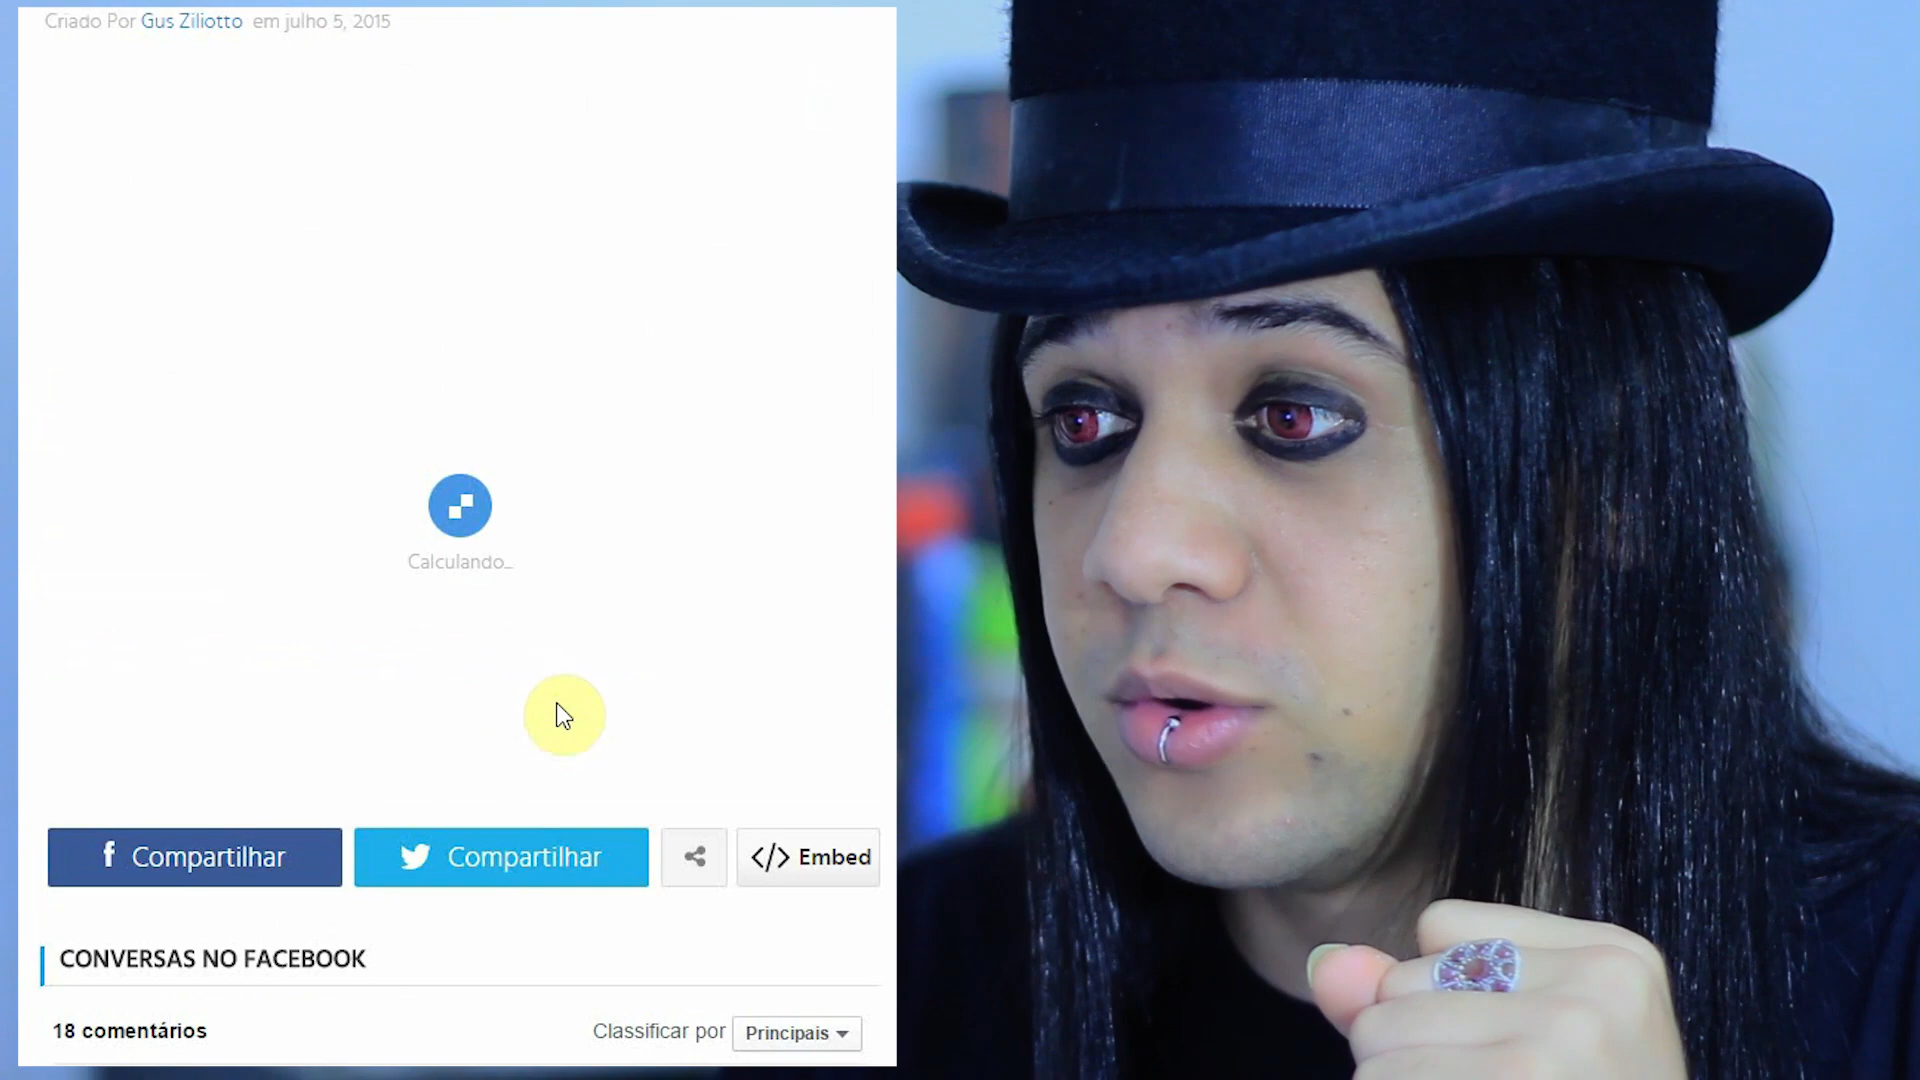 Criado Por Gus Ziliotto em julho 5, 2015
Calculando_
Compartilhar Compartilhar </> Embed
CONVERSAS NO FACEBOOK
18 comentários Classificar por Principais